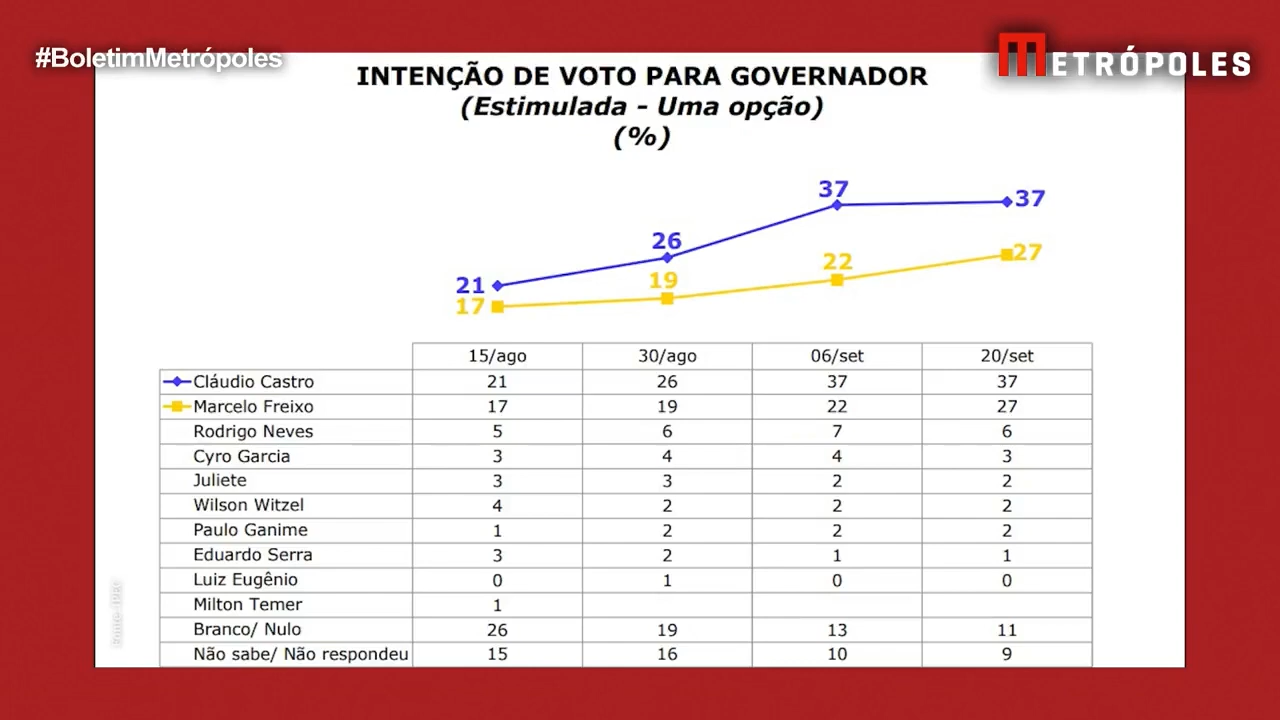 #BoletimMetrópoles
METRÓPOLES
INTENÇÃO DE VOTO PARA GOVERNADOR
(Estimulada - Uma opção)
(%)
37
37
26
27
22
21
19
17
15/ago 30/ago 06/set 20/set
Cláudio Castro 21 26 37 37
Marcelo Freixo 17 19 22 27
Rodrigo Neves 5 6 7 6
Cyro Garcia 3 4 4 3
Juliete 3 3 2 2
Wilson Witzel 4 2 2 2
Paulo Ganime 1 2 2 2
Eduardo Serra 3 2 1 1
Luiz Eugênio 0 1 0 0
Milton Temer 1
Branco/ Nulo 26 19 13 11
Não sabe/ Não respondeu 15 16 10 9
Fonte: IPEC